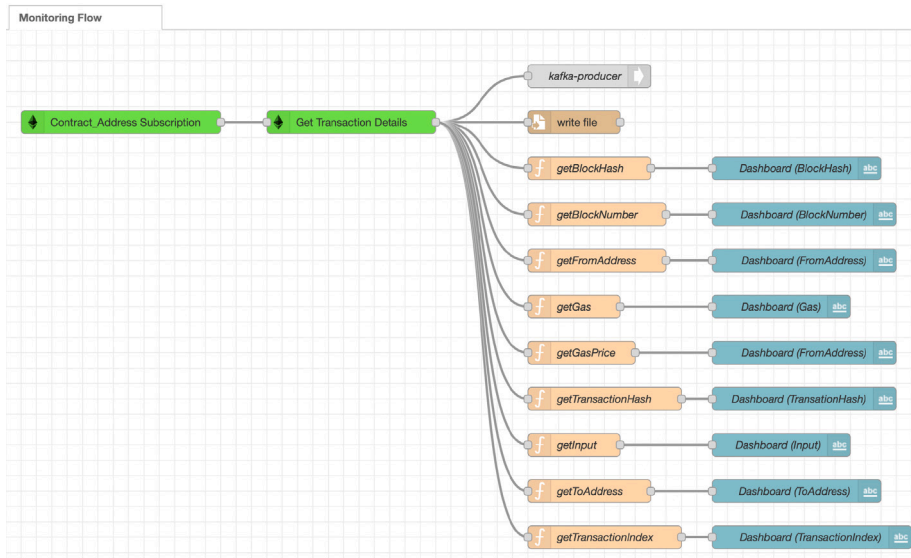 Monitoring Flow
kafka-producer
Contract_Address Subscription
Get Transaction Details
write file
getBlockHash
Dashboard (BlockHash)
abc
getBlockNumber
Dashboard (BlockNumber)
abc
getFromAddress
Dashboard (FromAddress)
abc
getGas
Dashboard (Gas)
abc
getGasPrice
Dashboard (FromAddress)
abc
getTransactionHash
Dashboard (TransationHash)
abc
getInput
Dashboard (Input)
abc
getToAddress
Dashboard (ToAddress)
abc
getTransactionIndex
Dashboard (TransactionIndex)
abc